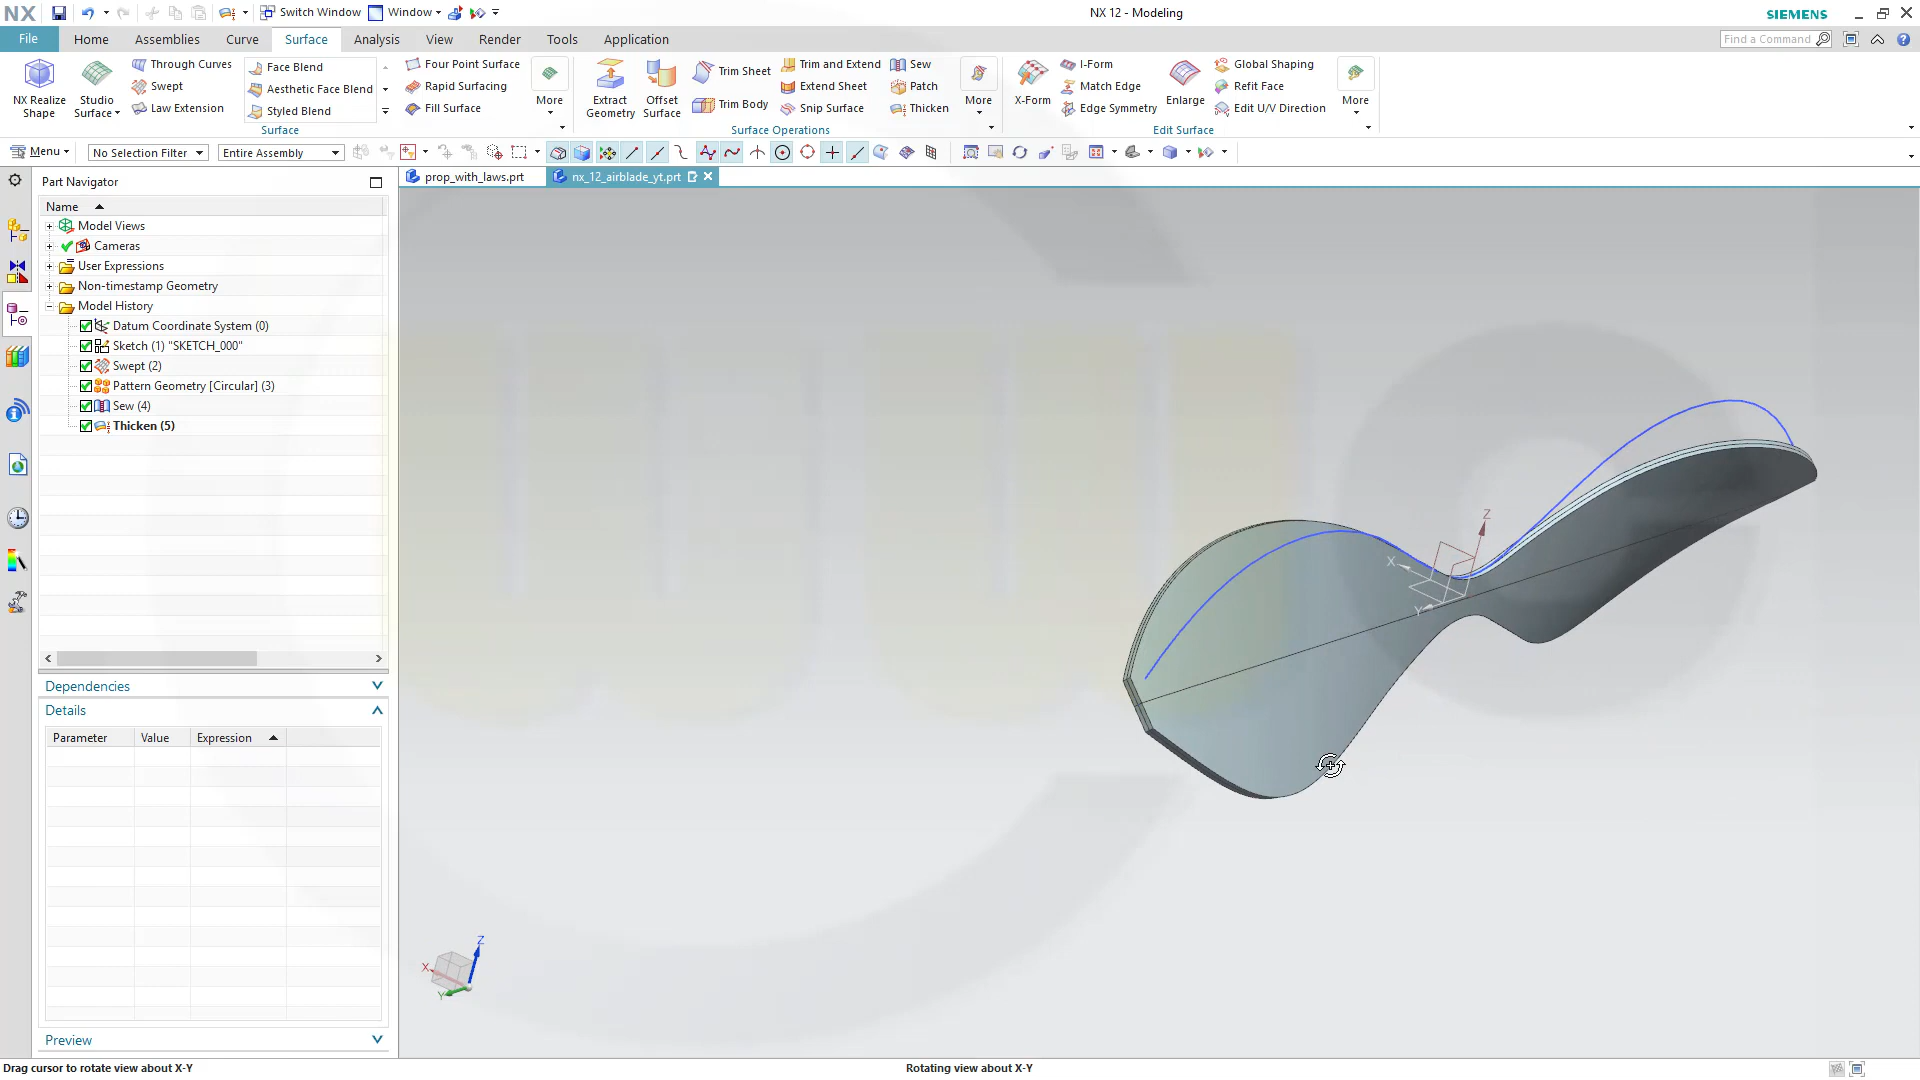 NX
Switch Window
Window
NX 12 - Modeling
SIEMENS
File
Home
Assemblies
Curve
Surface
Analysis
View
Render
Tools
Application
Find a Command
NX Realize
Shape
Studio
Surface
Through Curves
Swept
Law Extension
Face Blend
Aesthetic Face Blend
Styled Blend
Four Point Surface
Rapid Surfacing
Fill Surface
More
Surface
Extract
Geometry
Offset
Surface
Trim Sheet
Trim Body
Trim and Extend
Extend Sheet
Snip Surface
Sew
Patch
Thicken
More
Surface Operations
X-Form
I-Form
Match Edge
Edge Symmetry
Enlarge
Global Shaping
Refit Face
Edit U/V Direction
More
Edit Surface
Menu
No Selection Filter
Entire Assembly
Part Navigator
prop_with_laws.prt
nx_12_airblade_yt.prt
Name
Model Views
Cameras
User Expressions
Non-timestamp Geometry
Model History
Datum Coordinate System (0)
Sketch (1) "SKETCH_000"
Swept (2)
Pattern Geometry [Circular] (3)
Sew (4)
Thicken (5)
Z
X
Y
Dependencies
Details
Parameter
Value
Expression
Z
X
Y
Preview
Drag cursor to rotate view about X-Y
Rotating view about X-Y